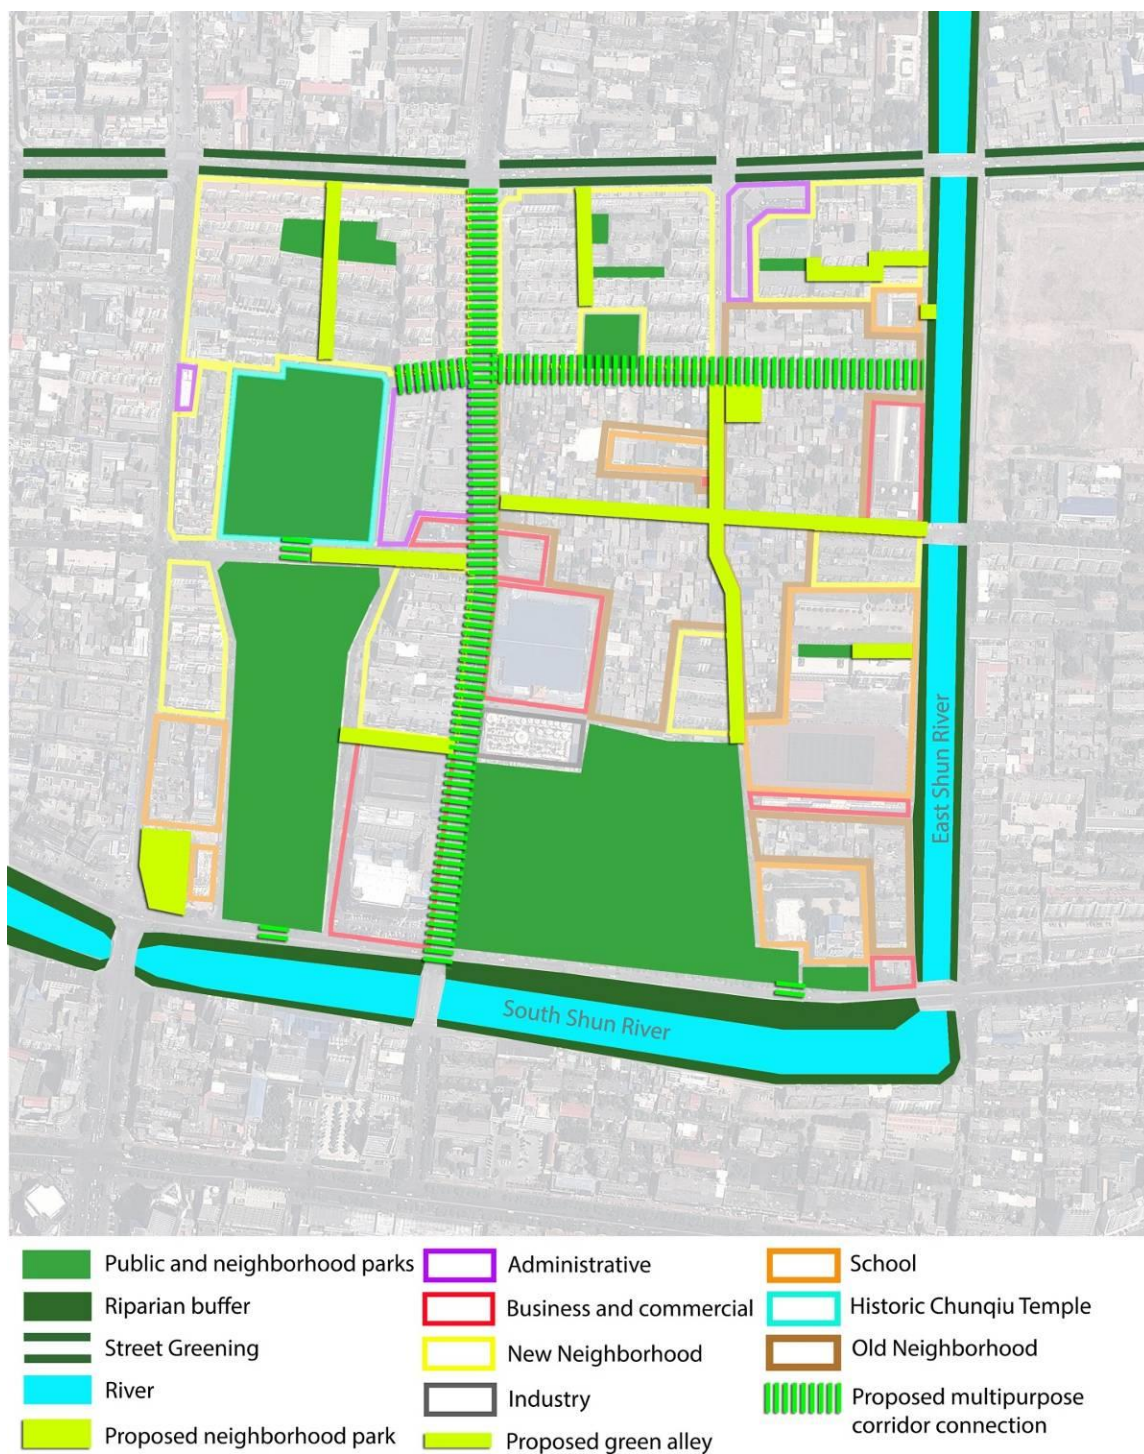 East Shun River
South Shun River
Public and neighborhood parks
Riparian buffer
Street Greening
River
Proposed neighborhood park
Administrative
Business and commercial
New Neighborhood
Industry
Proposed green alley
School
Historic Chunqiu Temple
Old Neighborhood
Proposed multipurpose
corridor connection